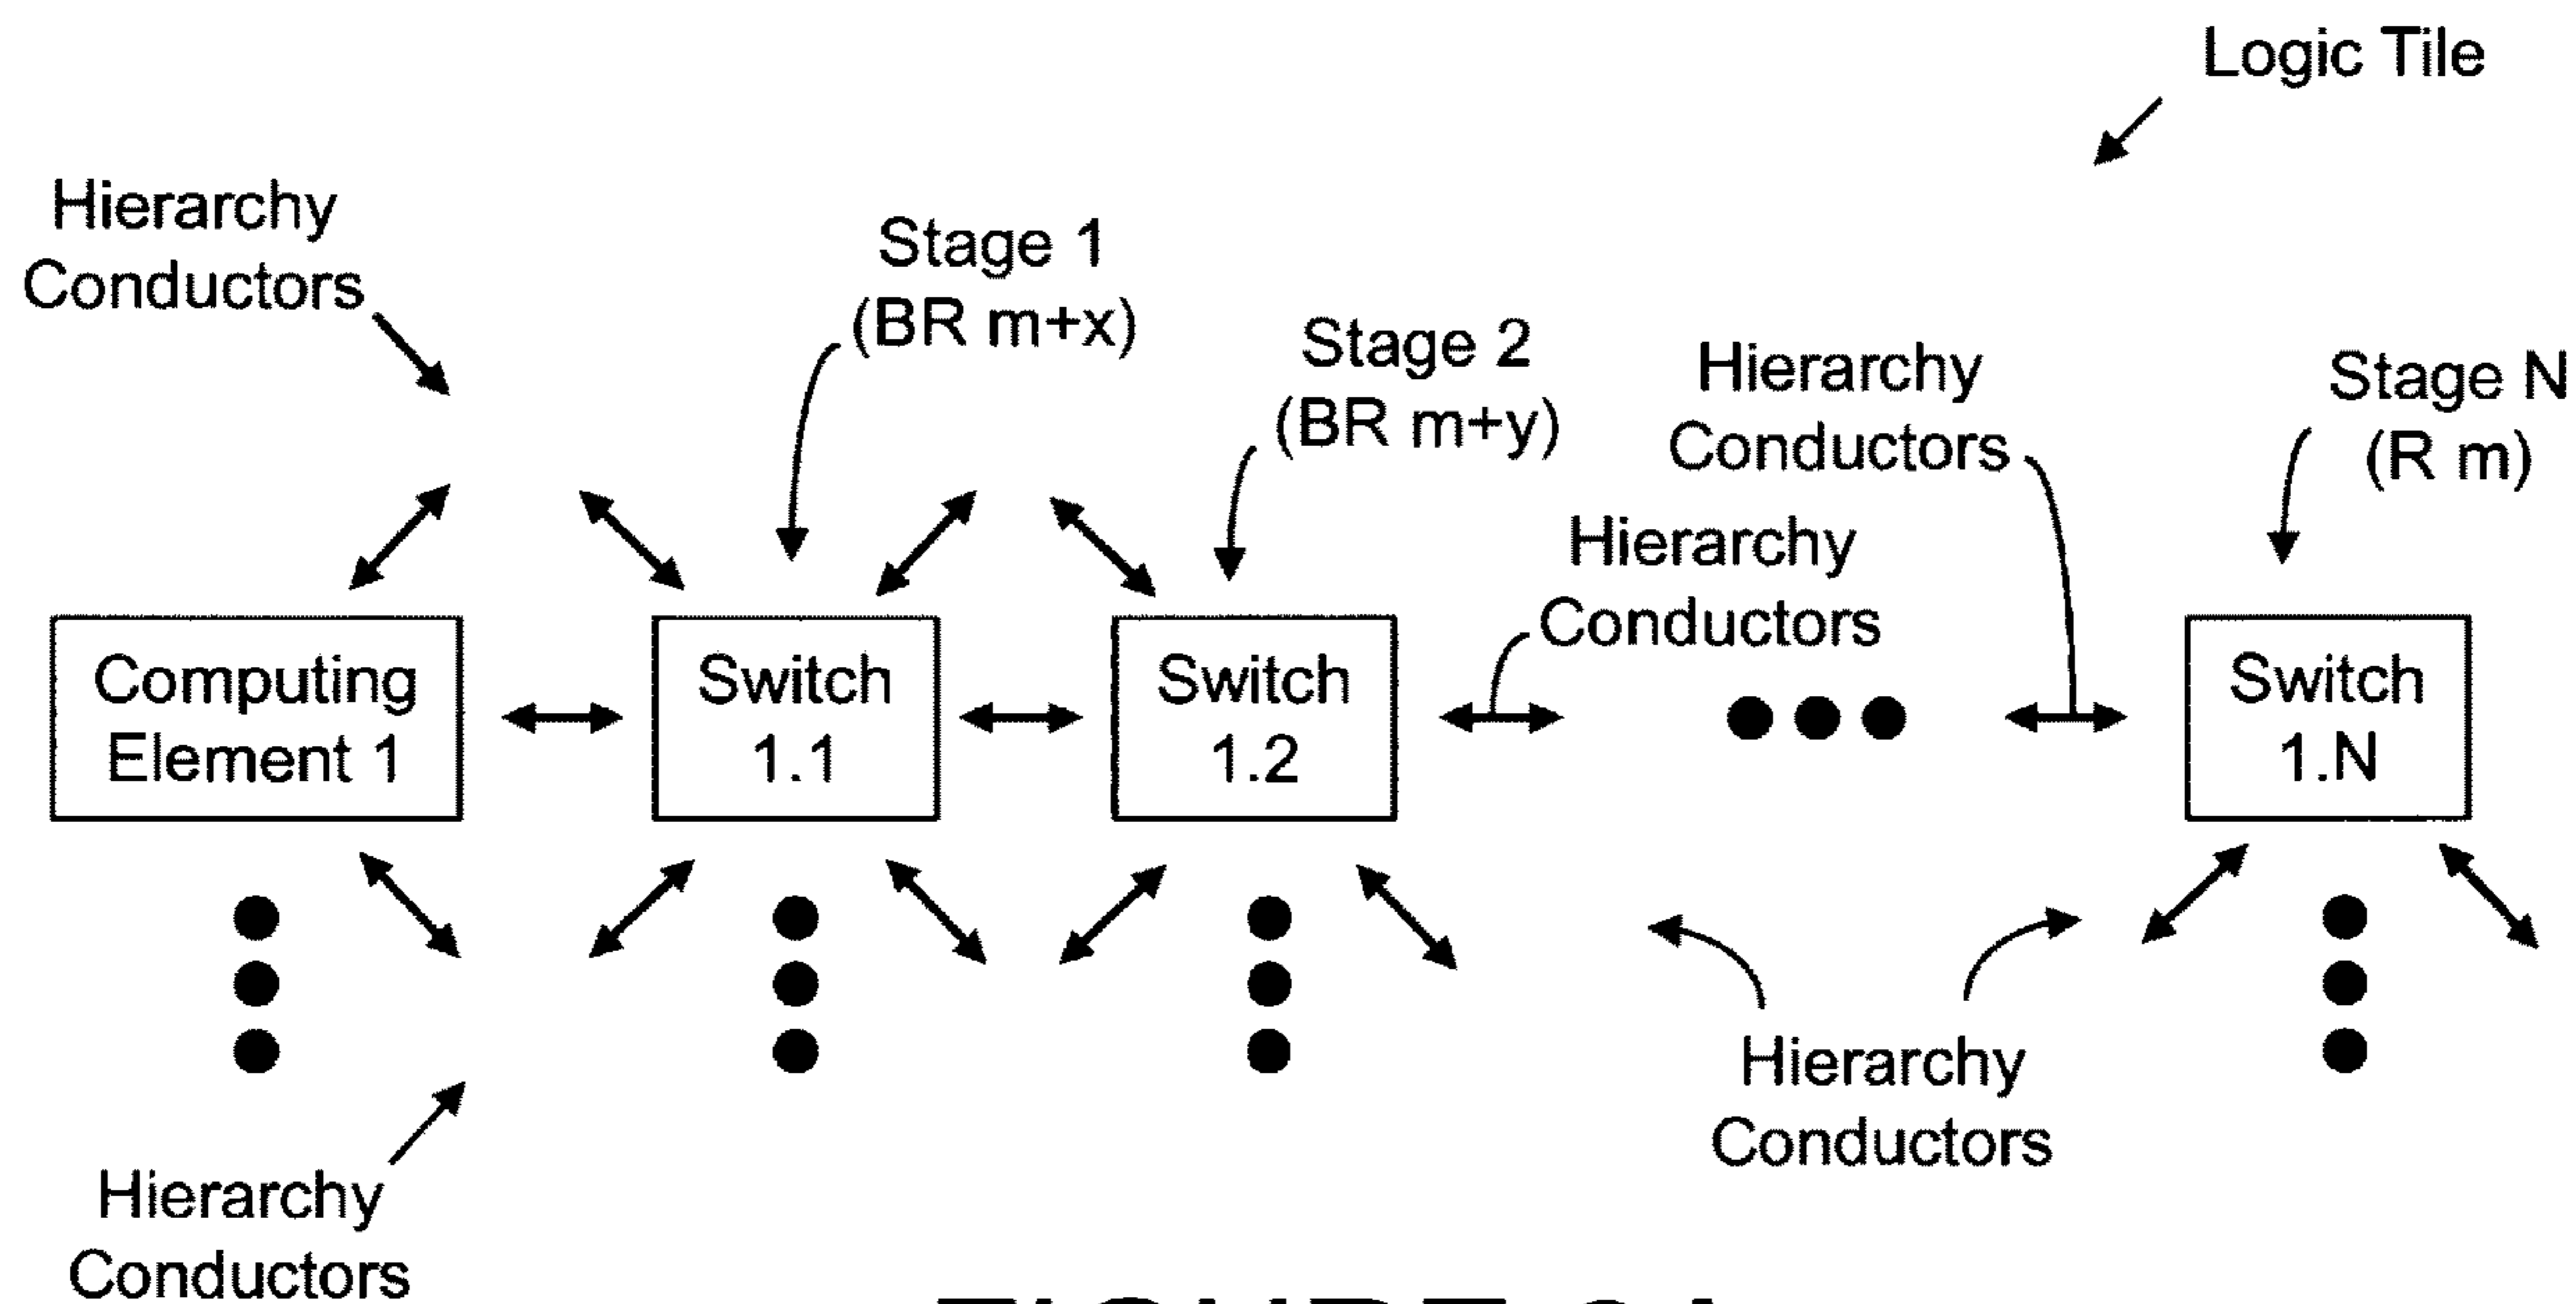 Logic Tile
Hierarchy
Conductors
Stage 1
(BR m+x)
Stage 2
(BR m+y)
Hierarchy
Conductors
Stage N
(R m)
Hierarchy
Conductors
Computing
Element 1
Switch
1.1
Switch
1.2
Switch
1.N
Hierarchy
Conductors
Hierarchy
Conductors